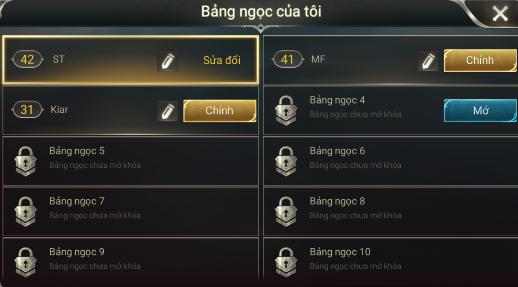 Bảng ngọc của tôi
42 ST Sửa đổi
41 MF Chỉnh
31 Kiar Chỉnh
Bảng ngọc 4
Bảng ngọc chưa mở khóa
Mở
Bảng ngọc 5
Bảng ngọc chưa mở khóa
Bảng ngọc 6
Bảng ngọc chưa mở khóa
Bảng ngọc 7
Bảng ngọc chưa mở khóa
Bảng ngọc 8
Bảng ngọc chưa mở khóa
Bảng ngọc 9
Bảng ngọc chưa mở khóa
Bảng ngọc 10
Bảng ngọc chưa mở khóa